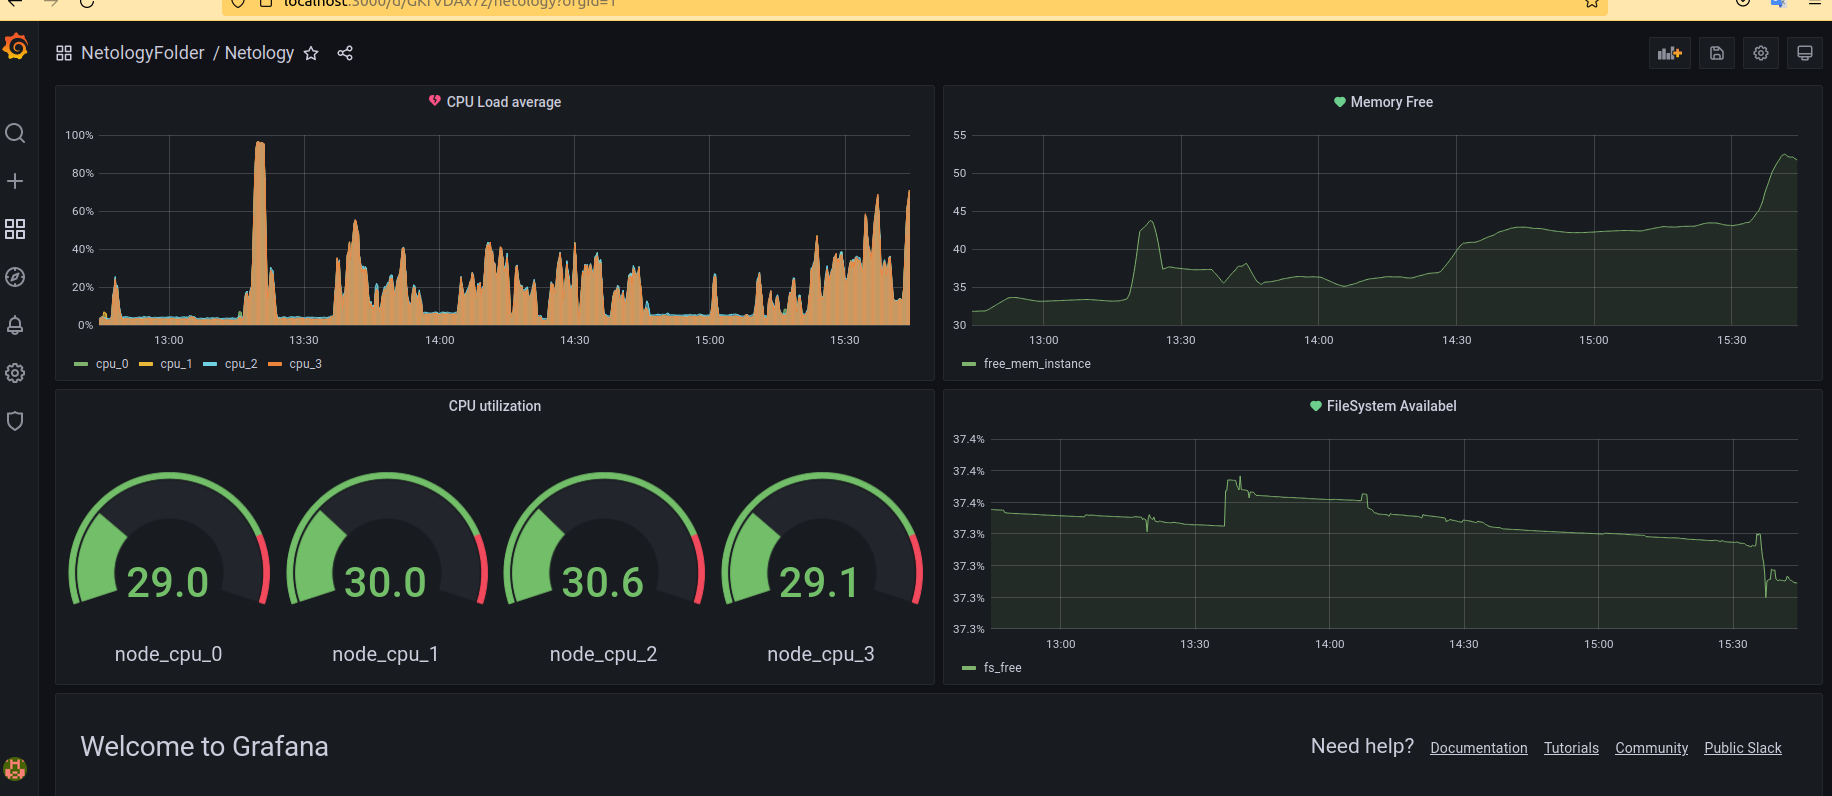 localhost:3000/d/GKrVDAx7z/netology?orgId=1
NetologyFolder / Netology
CPU Load average
100%
80%
60%
40%
20%
0%
13:00 13:30 14:00 14:30 15:00 15:30
cpu_0 cpu_1 cpu_2 cpu_3
Memory Free
55
50
45
40
35
30
13:00 13:30 14:00 14:30 15:00 15:30
free_mem_instance
CPU utilization
29.0 30.0 30.6 29.1
node_cpu_0 node_cpu_1 node_cpu_2 node_cpu_3
FileSystem Availabel
37.4%
37.4%
37.4%
37.3%
37.3%
37.3%
37.3%
13:00 13:30 14:00 14:30 15:00 15:30
fs_free
Welcome to Grafana
Need help? Documentation Tutorials Community Public Slack